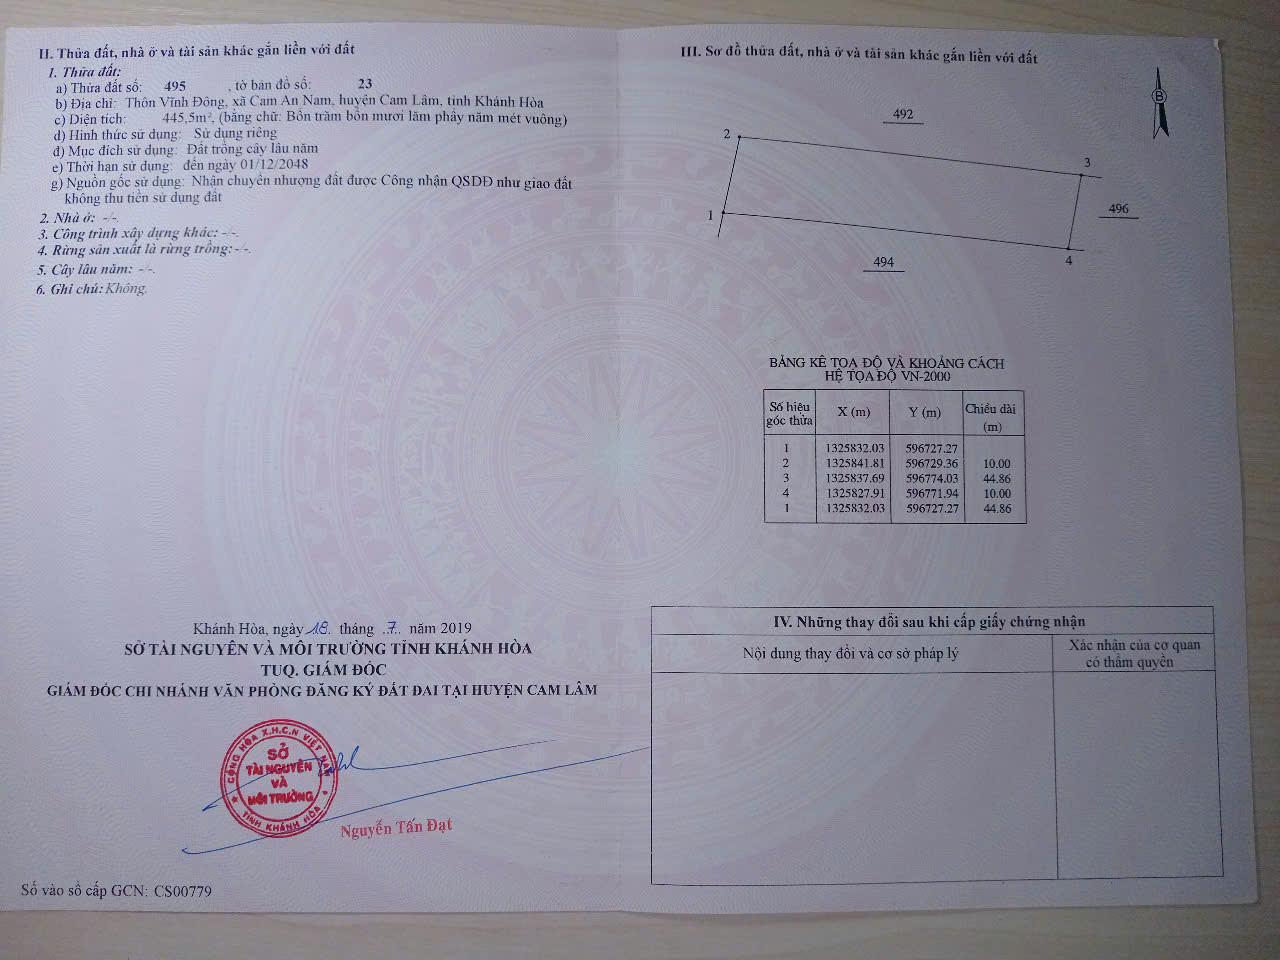 II. Thửa đất, nhà ở và tài sản khác gắn liền với đất
1. Thửa đất:
a) Thửa đất số: 495 , tờ bản đồ số: 23
b) Địa chỉ: Thôn Vĩnh Đông, xã Cam An Nam, huyện Cam Lâm, tỉnh Khánh Hòa
c) Diện tích: 445,5m², (bằng chữ: Bốn trăm bốn mươi lăm phẩy năm mét vuông)
d) Hình thức sử dụng: Sử dụng riêng
đ) Mục đích sử dụng: Đất trồng cây lâu năm
e) Thời hạn sử dụng: đến ngày 01/12/2048
g) Nguồn gốc sử dụng: Nhận chuyển nhượng đất được Công nhận QSDĐ như giao đất
không thu tiền sử dụng đất
2. Nhà ở: -/-.
3. Công trình xây dựng khác: -/-.
4. Rừng sản xuất là rừng trồng: -/-.
5. Cây lâu năm: -/-.
6. Ghi chú: Không.
Khánh Hòa, ngày 18. tháng .7. năm 2019
SỞ TÀI NGUYÊN VÀ MÔI TRƯỜNG TỈNH KHÁNH HÒA
TUQ. GIÁM ĐỐC
GIÁM ĐỐC CHI NHÁNH VĂN PHÒNG ĐĂNG KÝ ĐẤT ĐAI TẠI HUYỆN CAM LÂM
CỘNG HÒA X.H.C.N VIỆT NAM
SỞ
TÀI NGUYÊN
VÀ
MÔI TRƯỜNG
TỈNH KHÁNH HÒA
Nguyễn Tấn Đạt
Số vào sổ cấp GCN: CS00779
III. Sơ đồ thửa đất, nhà ở và tài sản khác gắn liền với đất
B
492
2
3
496
1
494
4
BẢNG KÊ TỌA ĐỘ VÀ KHOẢNG CÁCH
HỆ TỌA ĐỘ VN-2000
Số hiệu góc thửa X (m) Y (m) Chiều dài (m)
1 1325832.03 596727.27
2 1325841.81 596729.36 10.00
3 1325837.69 596774.03 44.86
4 1325827.91 596771.94 10.00
1 1325832.03 596727.27 44.86
IV. Những thay đổi sau khi cấp giấy chứng nhận
Nội dung thay đổi và cơ sở pháp lý
Xác nhận của cơ quan
có thẩm quyền